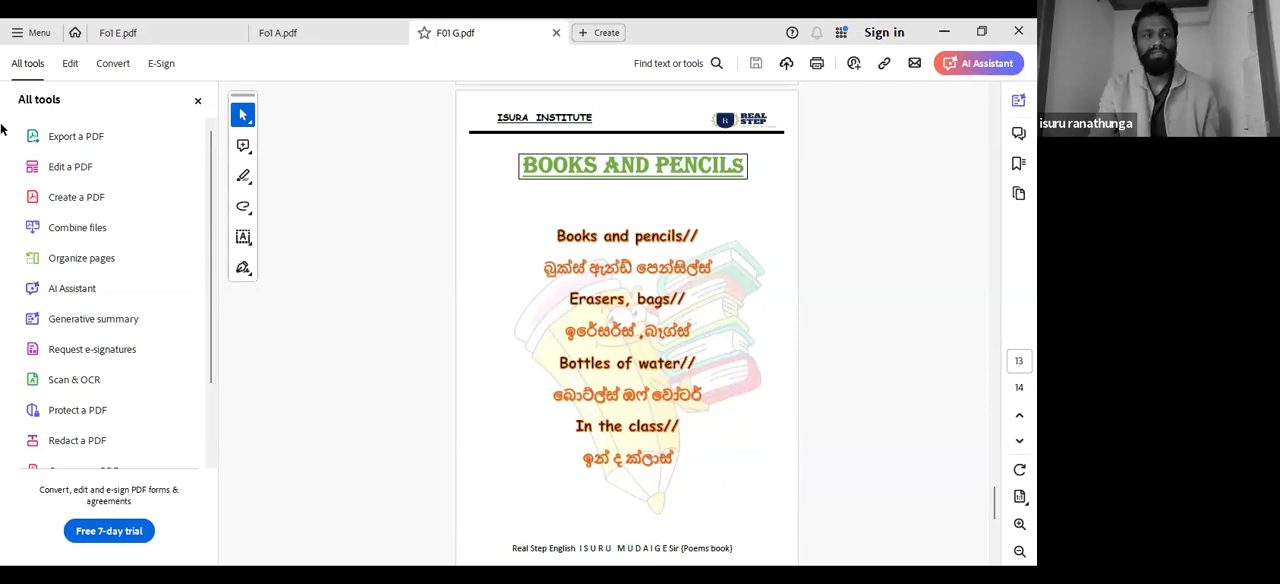 Menu
Fo1 E.pdf
Fo1 A.pdf
F01 G.pdf
Create
Sign in
All tools
Edit
Convert
E-Sign
Find text or tools
AI Assistant
All tools
Export a PDF
Edit a PDF
Create a PDF
Combine files
Organize pages
AI Assistant
Generative summary
Request e-signatures
Scan & OCR
Protect a PDF
Redact a PDF
Convert, edit and e-sign PDF forms &
agreements
Free 7-day trial
ISURA INSTITUTE
REAL
STEP
BOOKS AND PENCILS
Books and pencils//
බුක්ස් ඇන්ඩ් පෙන්සිල්ස්
Erasers, bags//
ඉරේසර්ස් ,බෑග්ස්
Bottles of water//
බොට්ල්ස් ඔෆ් වෝටර්
In the class//
ඉන් ද ක්ලාස්
Real Step English I S U R U M U D A I G E Sir {Poems book}
13
14
isuru ranathunga